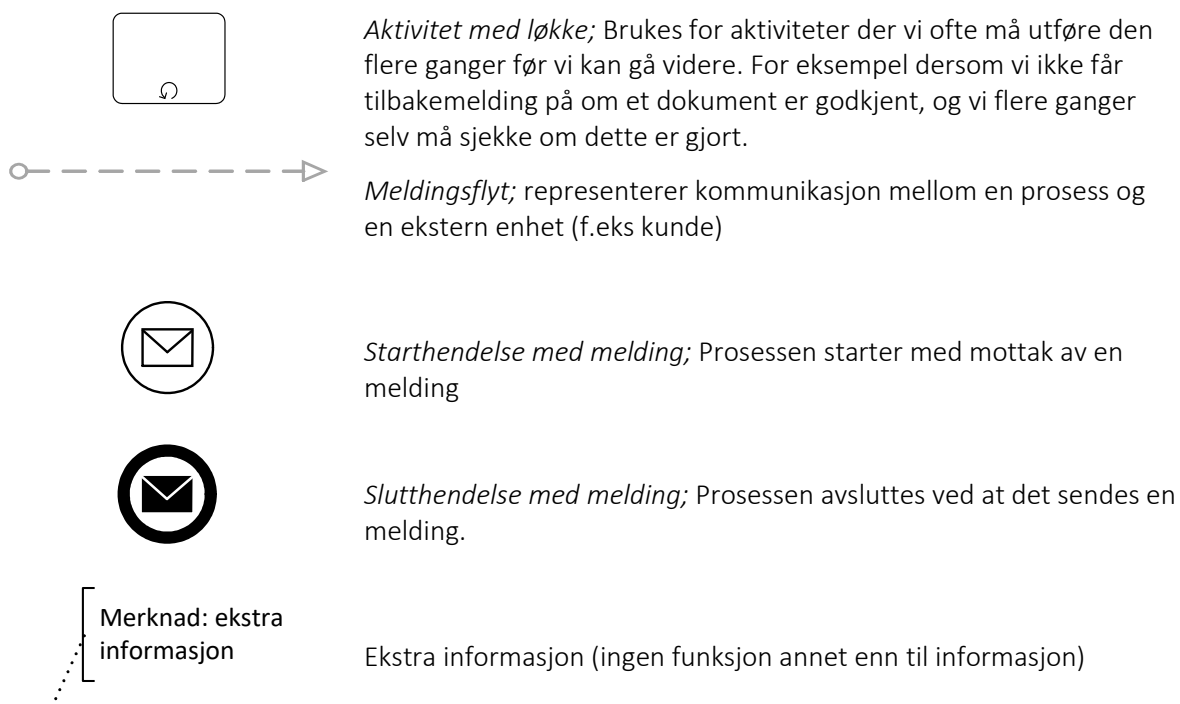 Aktivitet med løkke; Brukes for aktiviteter der vi ofte må utføre den
flere ganger før vi kan gå videre. For eksempel dersom vi ikke får
tilbakemelding på om et dokument er godkjent, og vi flere ganger
selv må sjekke om dette er gjort.
Meldingsflyt; representerer kommunikasjon mellom en prosess og
en ekstern enhet (f.eks kunde)
Starthendelse med melding; Prosessen starter med mottak av en
melding
Slutthendelse med melding; Prosessen avsluttes ved at det sendes en
melding.
Merknad: ekstra
informasjon
Ekstra informasjon (ingen funksjon annet enn til informasjon)